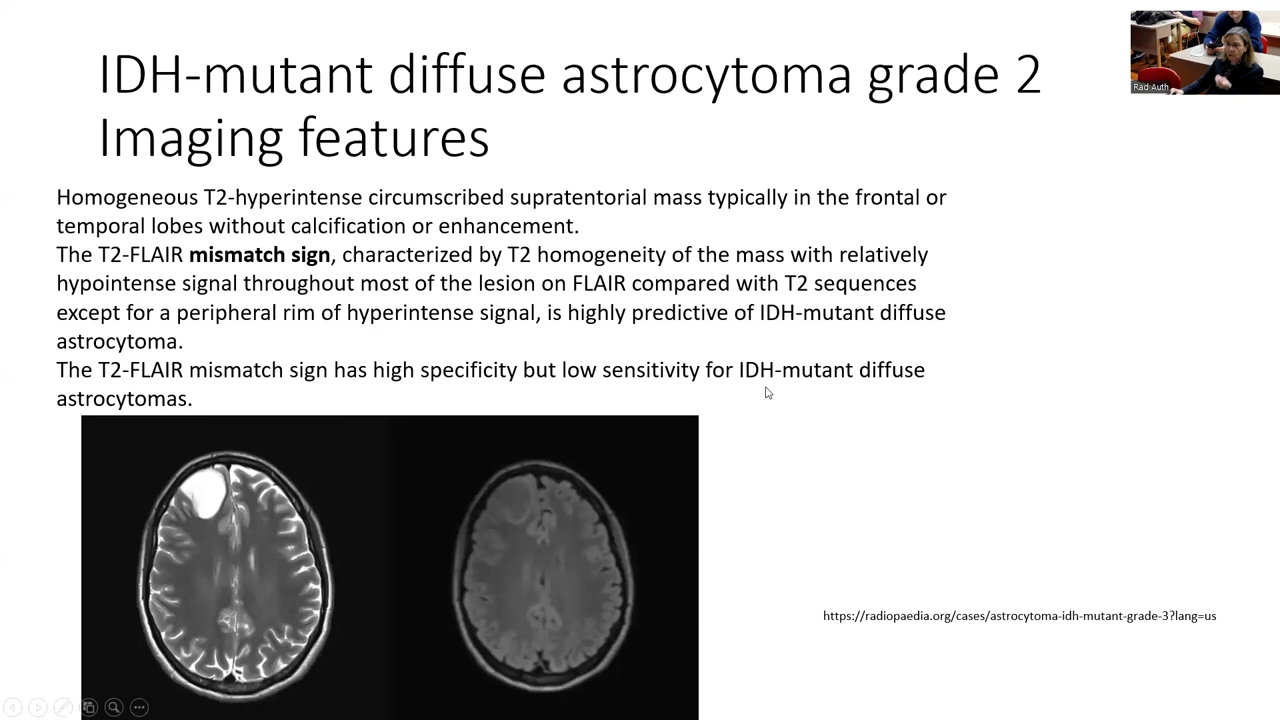 IDH-mutant diffuse astrocytoma grade 2
Imaging features
Rad Auth
Homogeneous T2-hyperintense circumscribed supratentorial mass typically in the frontal or
temporal lobes without calcification or enhancement.
The T2-FLAIR mismatch sign, characterized by T2 homogeneity of the mass with relatively
hypointense signal throughout most of the lesion on FLAIR compared with T2 sequences
except for a peripheral rim of hyperintense signal, is highly predictive of IDH-mutant diffuse
astrocytoma.
The T2-FLAIR mismatch sign has high specificity but low sensitivity for IDH-mutant diffuse
astrocytomas.
https://radiopaedia.org/cases/astrocytoma-idh-mutant-grade-3?lang=us